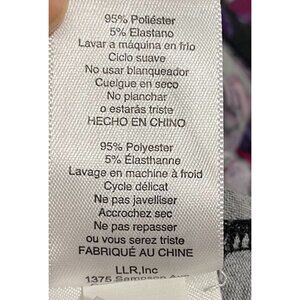 95% Poliéster
5% Elastano
Lavar a máquina en frío
Ciclo suave
No usar blanqueador
Cuelgue en seco
No planchar
o estarás triste
HECHO EN CHINO
95% Polyester
5% Élasthanne
Lavage en machine à froid
Cycle délicat
Ne pas javelliser
Accrochez sec
Ne pas repasser
ou vous serez triste
FABRIQUÉ AU CHINE
LLR,Inc
1375 Sampson